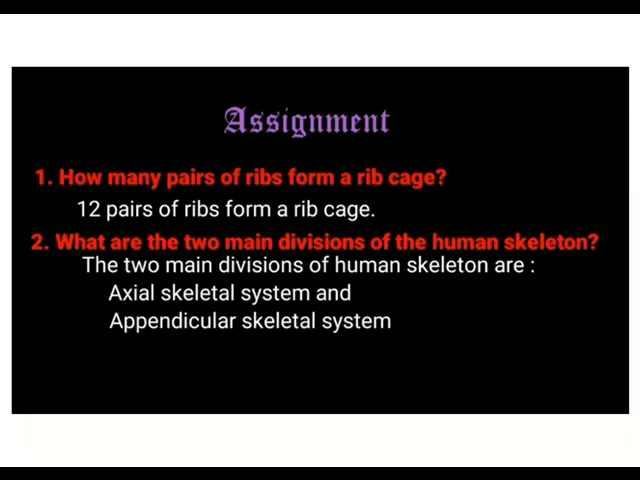 Assignment
1. How many pairs of ribs form a rib cage?
12 pairs of ribs form a rib cage.
2. What are the two main divisions of the human skeleton?
The two main divisions of human skeleton are :
Axial skeletal system and
Appendicular skeletal system